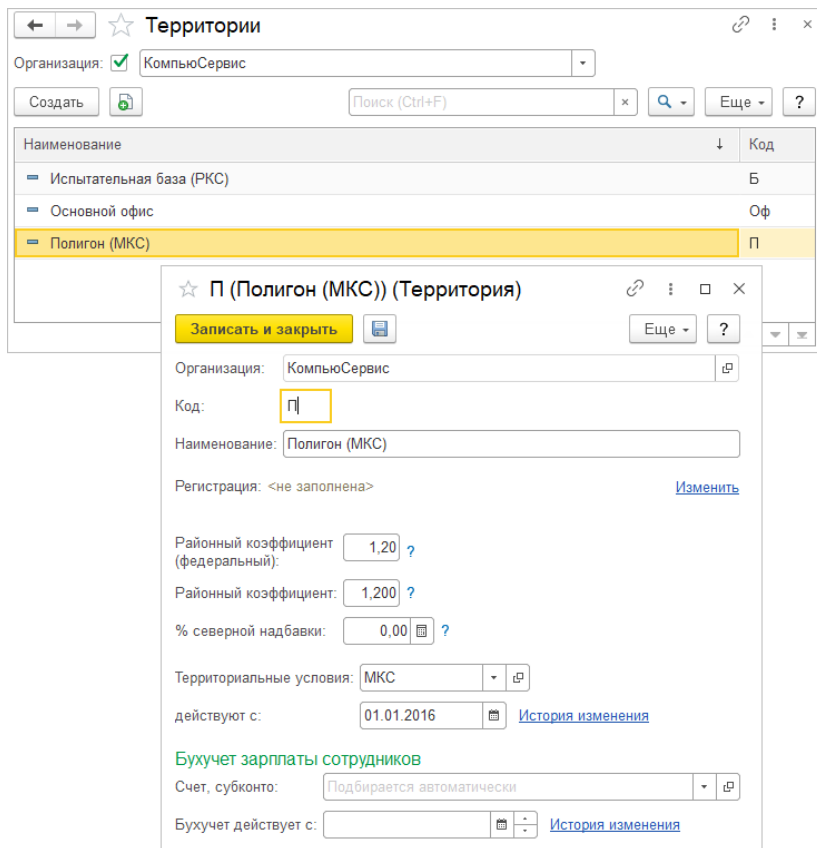 Территории
Организация: КомпьюСервис
Создать Поиск (Ctrl+F) × Еще ?
Наименование ↓ Код
Испытательная база (РКС) Б
Основной офис Оф
Полигон (МКС) П
П (Полигон (МКС)) (Территория)
Записать и закрыть Еще ?
Организация: КомпьюСервис
Код: П
Наименование: Полигон (МКС)
Регистрация: <не заполнена> Изменить
Районный коэффициент
(федеральный): 1,20 ?
Районный коэффициент: 1,200 ?
% северной надбавки: 0,00 ?
Территориальные условия: МКС
действуют с: 01.01.2016 История изменения
Бухучет зарплаты сотрудников
Счет, субконто: Подбирается автоматически
Бухучет действует с: История изменения